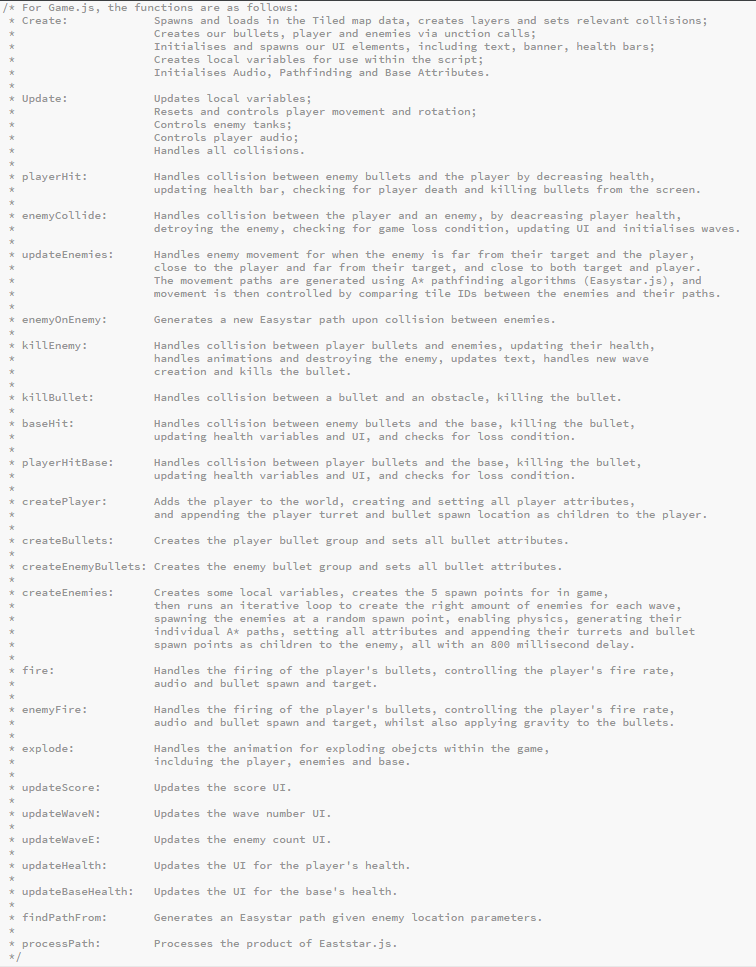 /* For Game.js, the functions are as follows:
 * Create:             Spawns and loads in the Tiled map data, creates layers and sets relevant collisions;
 *                     Creates our bullets, player and enemies via unction calls;
 *                     Initialises and spawns our UI elements, including text, banner, health bars;
 *                     Creates local variables for use within the script;
 *                     Initialises Audio, Pathfinding and Base Attributes.
 *
 * Update:             Updates local variables;
 *                     Resets and controls player movement and rotation;
 *                     Controls enemy tanks;
 *                     Controls player audio;
 *                     Handles all collisions.
 *
 * playerHit:          Handles collision between enemy bullets and the player by decreasing health,
 *                     updating health bar, checking for player death and killing bullets from the screen.
 *
 * enemyCollide:       Handles collision between the player and an enemy, by deacreasing player health,
 *                     detroying the enemy, checking for game loss condition, updating UI and initialises waves.
 *
 * updateEnemies:      Handles enemy movement for when the enemy is far from their target and the player,
 *                     close to the player and far from their target, and close to both target and player.
 *                     The movement paths are generated using A* pathfinding algorithms (Easystar.js), and
 *                     movement is then controlled by comparing tile IDs between the enemies and their paths.
 *
 * enemyOnEnemy:       Generates a new Easystar path upon collision between enemies.
 *
 * killEnemy:          Handles collision between player bullets and enemies, updating their health,
 *                     handles animations and destroying the enemy, updates text, handles new wave
 *                     creation and kills the bullet.
 *
 * killBullet:         Handles collision between a bullet and an obstacle, killing the bullet.
 *
 * baseHit:            Handles collision between enemy bullets and the base, killing the bullet,
 *                     updating health variables and UI, and checks for loss condition.
 *
 * playerHitBase:      Handles collision between player bullets and the base, killing the bullet,
 *                     updating health variables and UI, and checks for loss condition.
 *
 * createPlayer:       Adds the player to the world, creating and setting all player attributes,
 *                     and appending the player turret and bullet spawn location as children to the player.
 *
 * createBullets:      Creates the player bullet group and sets all bullet attributes.
 *
 * createEnemyBullets: Creates the enemy bullet group and sets all bullet attributes.
 *
 * createEnemies:      Creates some local variables, creates the 5 spawn points for in game,
 *                     then runs an iterative loop to create the right amount of enemies for each wave,
 *                     spawning the enemies at a random spawn point, enabling physics, generating their
 *                     individual A* paths, setting all attributes and appending their turrets and bullet
 *                     spawn points as children to the enemy, all with an 800 millisecond delay.
 *
 * fire:               Handles the firing of the player's bullets, controlling the player's fire rate,
 *                     audio and bullet spawn and target.
 *
 * enemyFire:          Handles the firing of the player's bullets, controlling the player's fire rate,
 *                     audio and bullet spawn and target, whilst also applying gravity to the bullets.
 *
 * explode:            Handles the animation for exploding obejcts within the game,
 *                     inclduing the player, enemies and base.
 *
 * updateScore:        Updates the score UI.
 *
 * updateWaveN:        Updates the wave number UI.
 *
 * updateWaveE:        Updates the enemy count UI.
 *
 * updateHealth:       Updates the UI for the player's health.
 *
 * updateBaseHealth:   Updates the UI for the base's health.
 *
 * findPathFrom:       Generates an Easystar path given enemy location parameters.
 *
 * processPath:        Processes the product of Eaststar.js.
 */